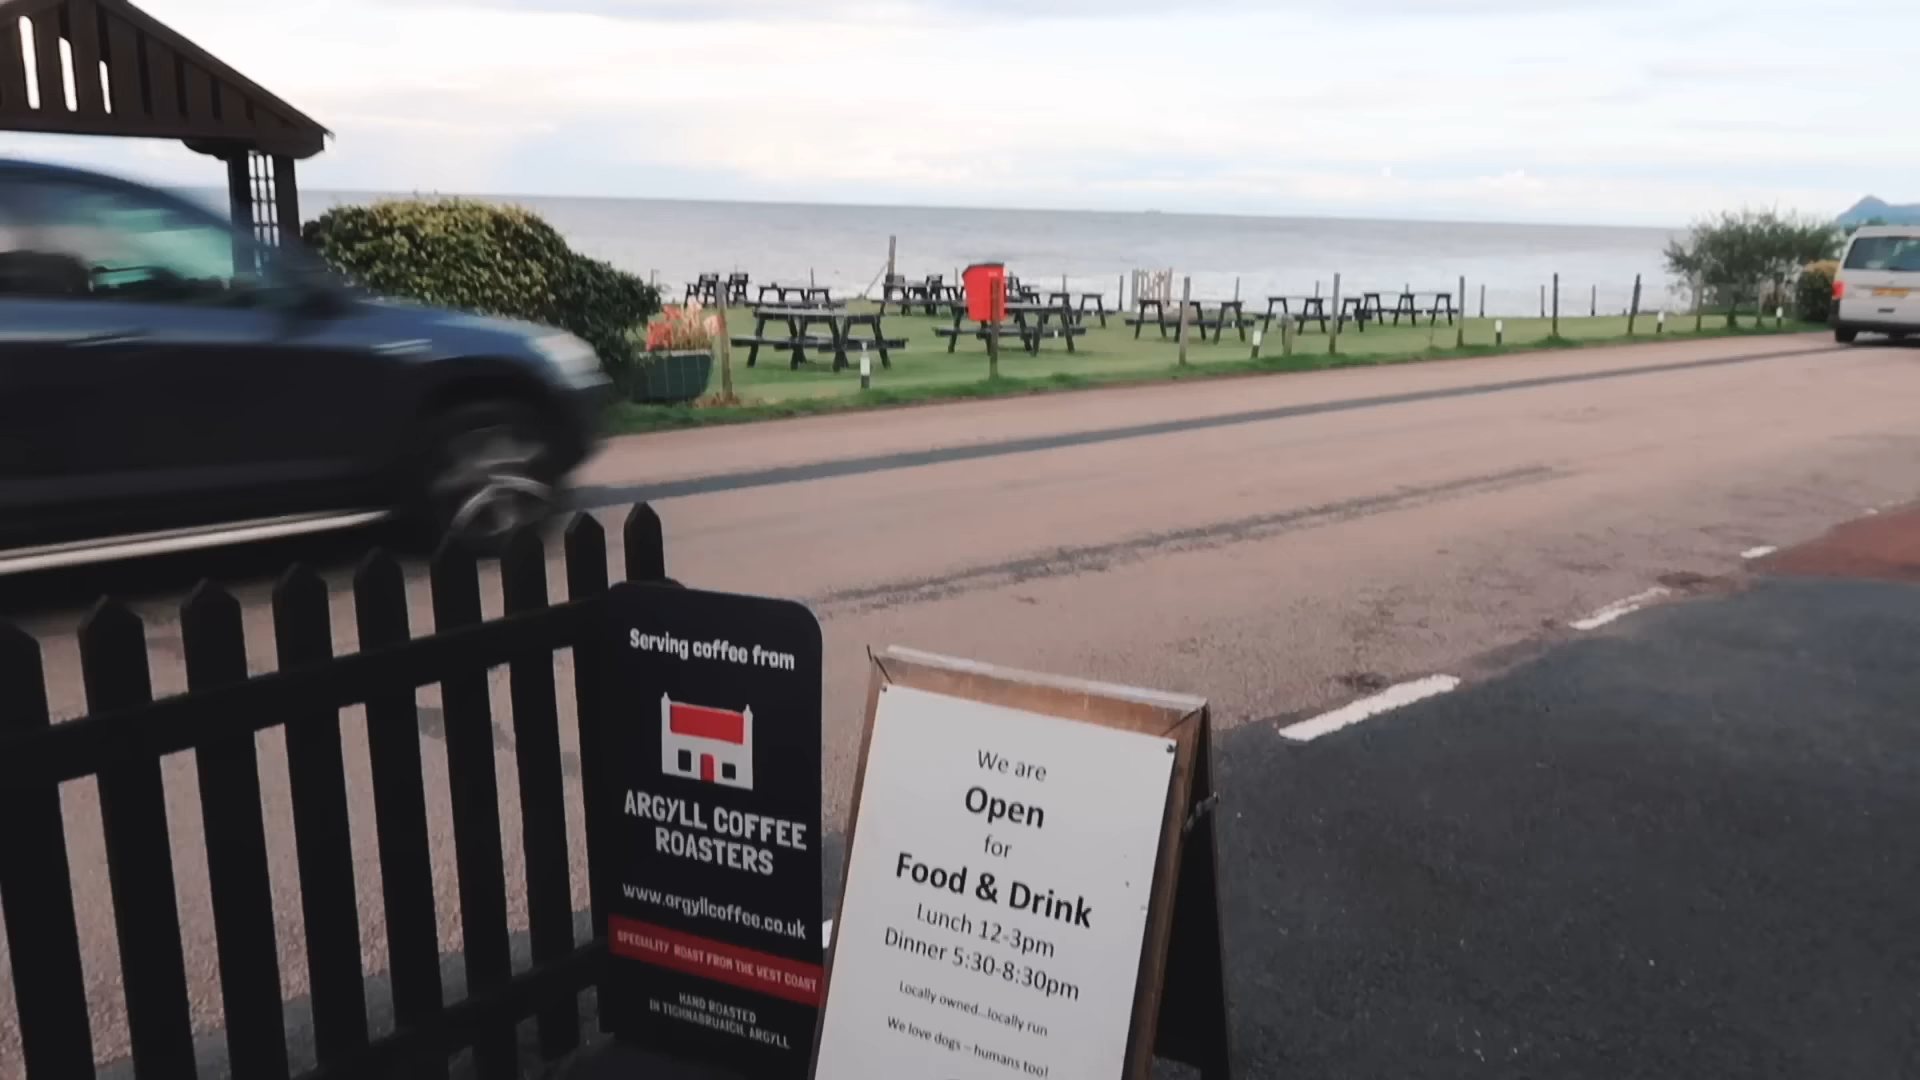 Serving coffee from
ARGYLL COFFEE
ROASTERS
www.argyllcoffee.co.uk
SPECIALITY ROAST FROM THE WEST COAST
HAND ROASTED
IN TIGHNABRUAICH, ARGYLL
We are
Open
for
Food & Drink
Lunch 12-3pm
Dinner 5:30-8:30pm
Locally owned...locally run
We love dogs – humans too!